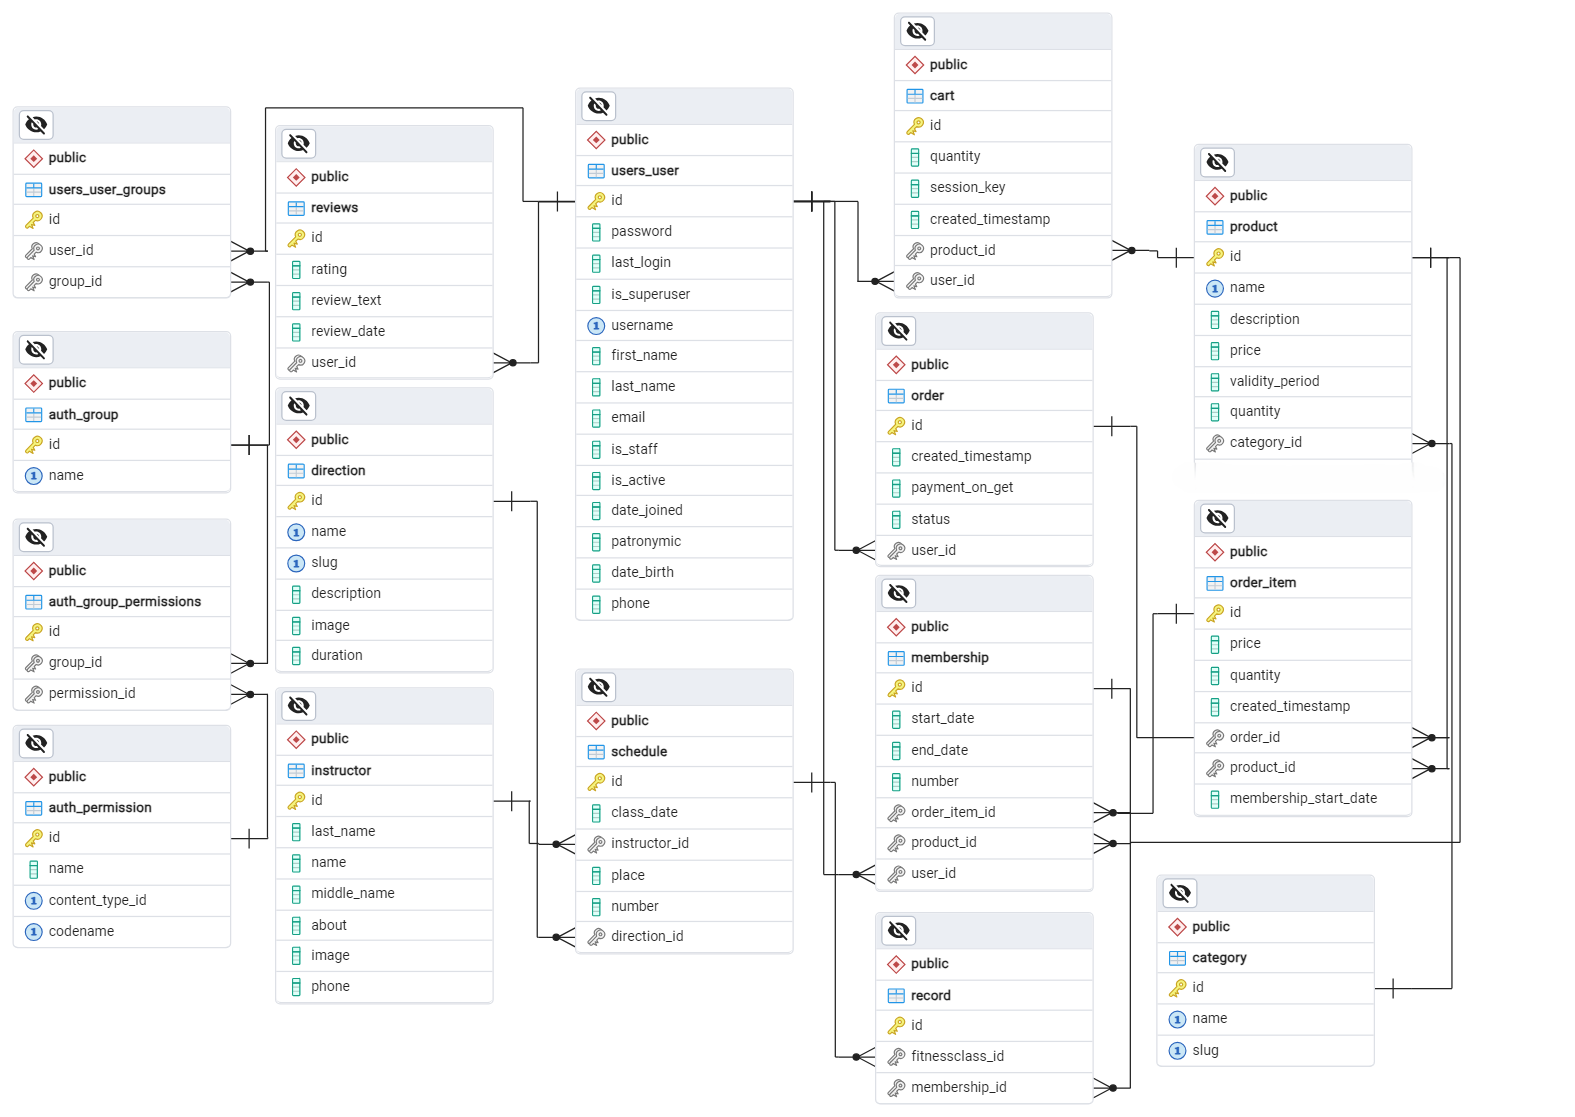 public
users_user_groups
id
user_id
group_id
public
auth_group
id
name
public
auth_group_permissions
id
group_id
permission_id
public
auth_permission
id
name
content_type_id
codename
public
reviews
id
rating
review_text
review_date
user_id
public
direction
id
name
slug
description
image
duration
public
instructor
id
last_name
name
middle_name
about
image
phone
public
users_user
id
password
last_login
is_superuser
username
first_name
last_name
email
is_staff
is_active
date_joined
patronymic
date_birth
phone
public
schedule
id
class_date
instructor_id
place
number
direction_id
public
cart
id
quantity
session_key
created_timestamp
product_id
user_id
public
order
id
created_timestamp
payment_on_get
status
user_id
public
membership
id
start_date
end_date
number
order_item_id
product_id
user_id
public
record
id
fitnessclass_id
membership_id
public
product
id
name
description
price
validity_period
quantity
category_id
public
order_item
id
price
quantity
created_timestamp
order_id
product_id
membership_start_date
public
category
id
name
slug